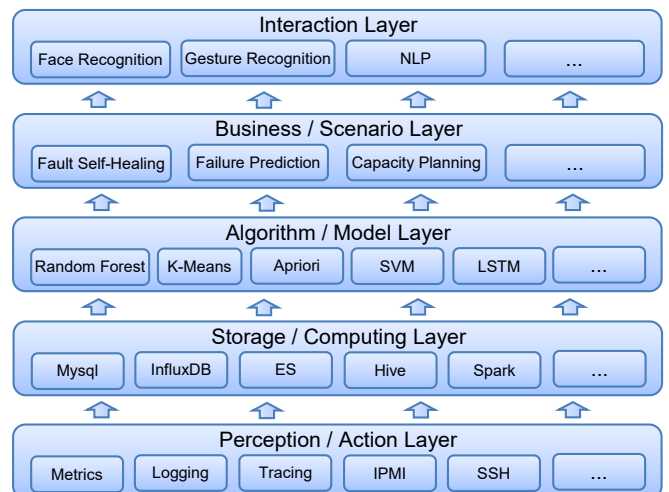 Interaction Layer
Face Recognition Gesture Recognition NLP ...
Business / Scenario Layer
Fault Self-Healing Failure Prediction Capacity Planning ...
Algorithm / Model Layer
Random Forest K-Means Apriori SVM LSTM ...
Storage / Computing Layer
Mysql InfluxDB ES Hive Spark ...
Perception / Action Layer
Metrics Logging Tracing IPMI SSH ...